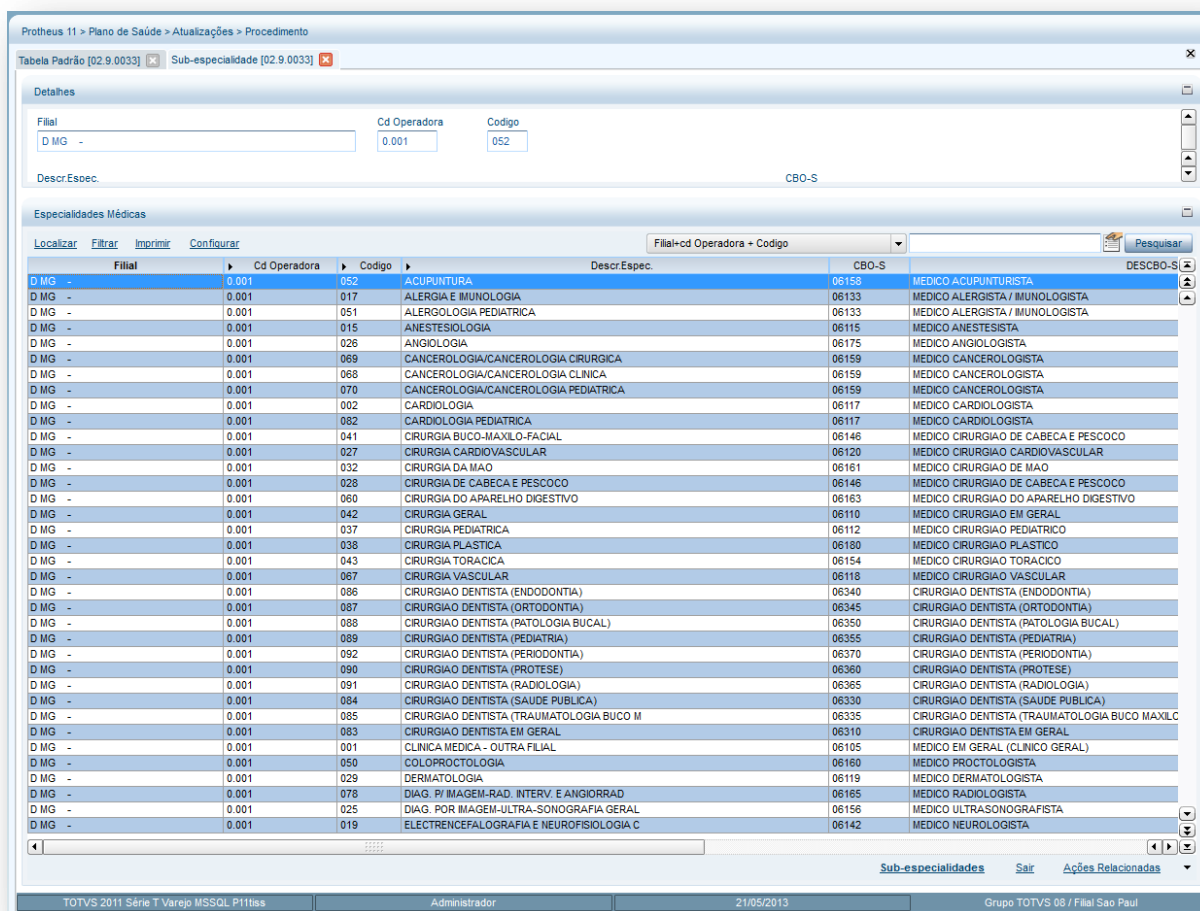 Protheus 11 > Plano de Saúde > Atualizações > Procedimento
Tabela Padrão [02.9.0033] Sub-especialidade [02.9.0033]
Detalhes
Filial Cd Operadora Codigo
D MG - 0.001 052
Descr.Espec. CBO-S
Especialidades Médicas
Localizar Filtrar Imprimir Configurar Filial+cd Operadora + Codigo Pesquisar
Filial Cd Operadora Codigo Descr.Espec. CBO-S DESCBO-S
D MG - 0.001 052 ACUPUNTURA 06158 MEDICO ACUPUNTURISTA
D MG - 0.001 017 ALERGIA E IMUNOLOGIA 06133 MEDICO ALERGISTA / IMUNOLOGISTA
D MG - 0.001 051 ALERGOLOGIA PEDIATRICA 06133 MEDICO ALERGISTA / IMUNOLOGISTA
D MG - 0.001 015 ANESTESIOLOGIA 06115 MEDICO ANESTESISTA
D MG - 0.001 026 ANGIOLOGIA 06175 MEDICO ANGIOLOGISTA
D MG - 0.001 069 CANCEROLOGIA/CANCEROLOGIA CIRURGICA 06159 MEDICO CANCEROLOGISTA
D MG - 0.001 068 CANCEROLOGIA/CANCEROLOGIA CLINICA 06159 MEDICO CANCEROLOGISTA
D MG - 0.001 070 CANCEROLOGIA/CANCEROLOGIA PEDIATRICA 06159 MEDICO CANCEROLOGISTA
D MG - 0.001 002 CARDIOLOGIA 06117 MEDICO CARDIOLOGISTA
D MG - 0.001 082 CARDIOLOGIA PEDIATRICA 06117 MEDICO CARDIOLOGISTA
D MG - 0.001 041 CIRURGIA BUCO-MAXILO-FACIAL 06146 MEDICO CIRURGIAO DE CABECA E PESCOCO
D MG - 0.001 027 CIRURGIA CARDIOVASCULAR 06120 MEDICO CIRURGIAO CARDIOVASCULAR
D MG - 0.001 032 CIRURGIA DA MAO 06161 MEDICO CIRURGIAO DE MAO
D MG - 0.001 028 CIRURGIA DE CABECA E PESCOCO 06146 MEDICO CIRURGIAO DE CABECA E PESCOCO
D MG - 0.001 060 CIRURGIA DO APARELHO DIGESTIVO 06163 MEDICO CIRURGIAO DO APARELHO DIGESTIVO
D MG - 0.001 042 CIRURGIA GERAL 06110 MEDICO CIRURGIAO EM GERAL
D MG - 0.001 037 CIRURGIA PEDIATRICA 06112 MEDICO CIRURGIAO PEDIATRICO
D MG - 0.001 038 CIRURGIA PLASTICA 06180 MEDICO CIRURGIAO PLASTICO
D MG - 0.001 043 CIRURGIA TORACICA 06154 MEDICO CIRURGIAO TORACICO
D MG - 0.001 067 CIRURGIA VASCULAR 06118 MEDICO CIRURGIAO VASCULAR
D MG - 0.001 086 CIRURGIAO DENTISTA (ENDODONTIA) 06340 CIRURGIAO DENTISTA (ENDODONTIA)
D MG - 0.001 087 CIRURGIAO DENTISTA (ORTODONTIA) 06345 CIRURGIAO DENTISTA (ORTODONTIA)
D MG - 0.001 088 CIRURGIAO DENTISTA (PATOLOGIA BUCAL) 06350 CIRURGIAO DENTISTA (PATOLOGIA BUCAL)
D MG - 0.001 089 CIRURGIAO DENTISTA (PEDIATRIA) 06355 CIRURGIAO DENTISTA (PEDIATRIA)
D MG - 0.001 092 CIRURGIAO DENTISTA (PERIODONTIA) 06370 CIRURGIAO DENTISTA (PERIODONTIA)
D MG - 0.001 090 CIRURGIAO DENTISTA (PROTESE) 06360 CIRURGIAO DENTISTA (PROTESE)
D MG - 0.001 091 CIRURGIAO DENTISTA (RADIOLOGIA) 06365 CIRURGIAO DENTISTA (RADIOLOGIA)
D MG - 0.001 084 CIRURGIAO DENTISTA (SAUDE PUBLICA) 06330 CIRURGIAO DENTISTA (SAUDE PUBLICA)
D MG - 0.001 085 CIRURGIAO DENTISTA (TRAUMATOLOGIA BUCO M 06335 CIRURGIAO DENTISTA (TRAUMATOLOGIA BUCO MAXILC
D MG - 0.001 083 CIRURGIAO DENTISTA EM GERAL 06310 CIRURGIAO DENTISTA EM GERAL
D MG - 0.001 001 CLINICA MEDICA - OUTRA FILIAL 06105 MEDICO EM GERAL (CLINICO GERAL)
D MG - 0.001 050 COLOPROCTOLOGIA 06160 MEDICO PROCTOLOGISTA
D MG - 0.001 029 DERMATOLOGIA 06119 MEDICO DERMATOLOGISTA
D MG - 0.001 078 DIAG. P/ IMAGEM-RAD. INTERV. E ANGIORRAD 06165 MEDICO RADIOLOGISTA
D MG - 0.001 025 DIAG. POR IMAGEM-ULTRA-SONOGRAFIA GERAL 06156 MEDICO ULTRASONOGRAFISTA
D MG - 0.001 019 ELECTRENCEFALOGRAFIA E NEUROFISIOLOGIA C 06142 MEDICO NEUROLOGISTA
Sub-especialidades Sair Ações Relacionadas
TOTVS 2011 Série T Varejo MSSQL P11tiss Administrador 21/05/2013 Grupo TOTVS 08 / Filial Sao Paul